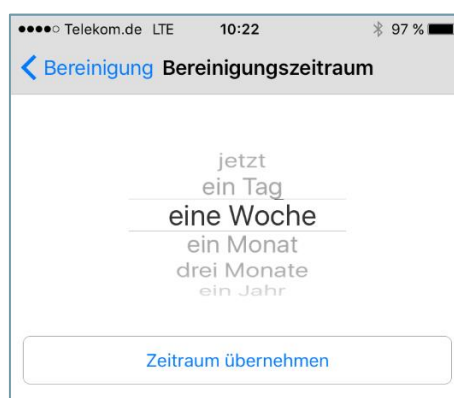 Telekom.de LTE 10:22 97 %
Bereinigung Bereinigungszeitraum
jetzt
ein Tag
eine Woche
ein Monat
drei Monate
ein Jahr
Zeitraum übernehmen